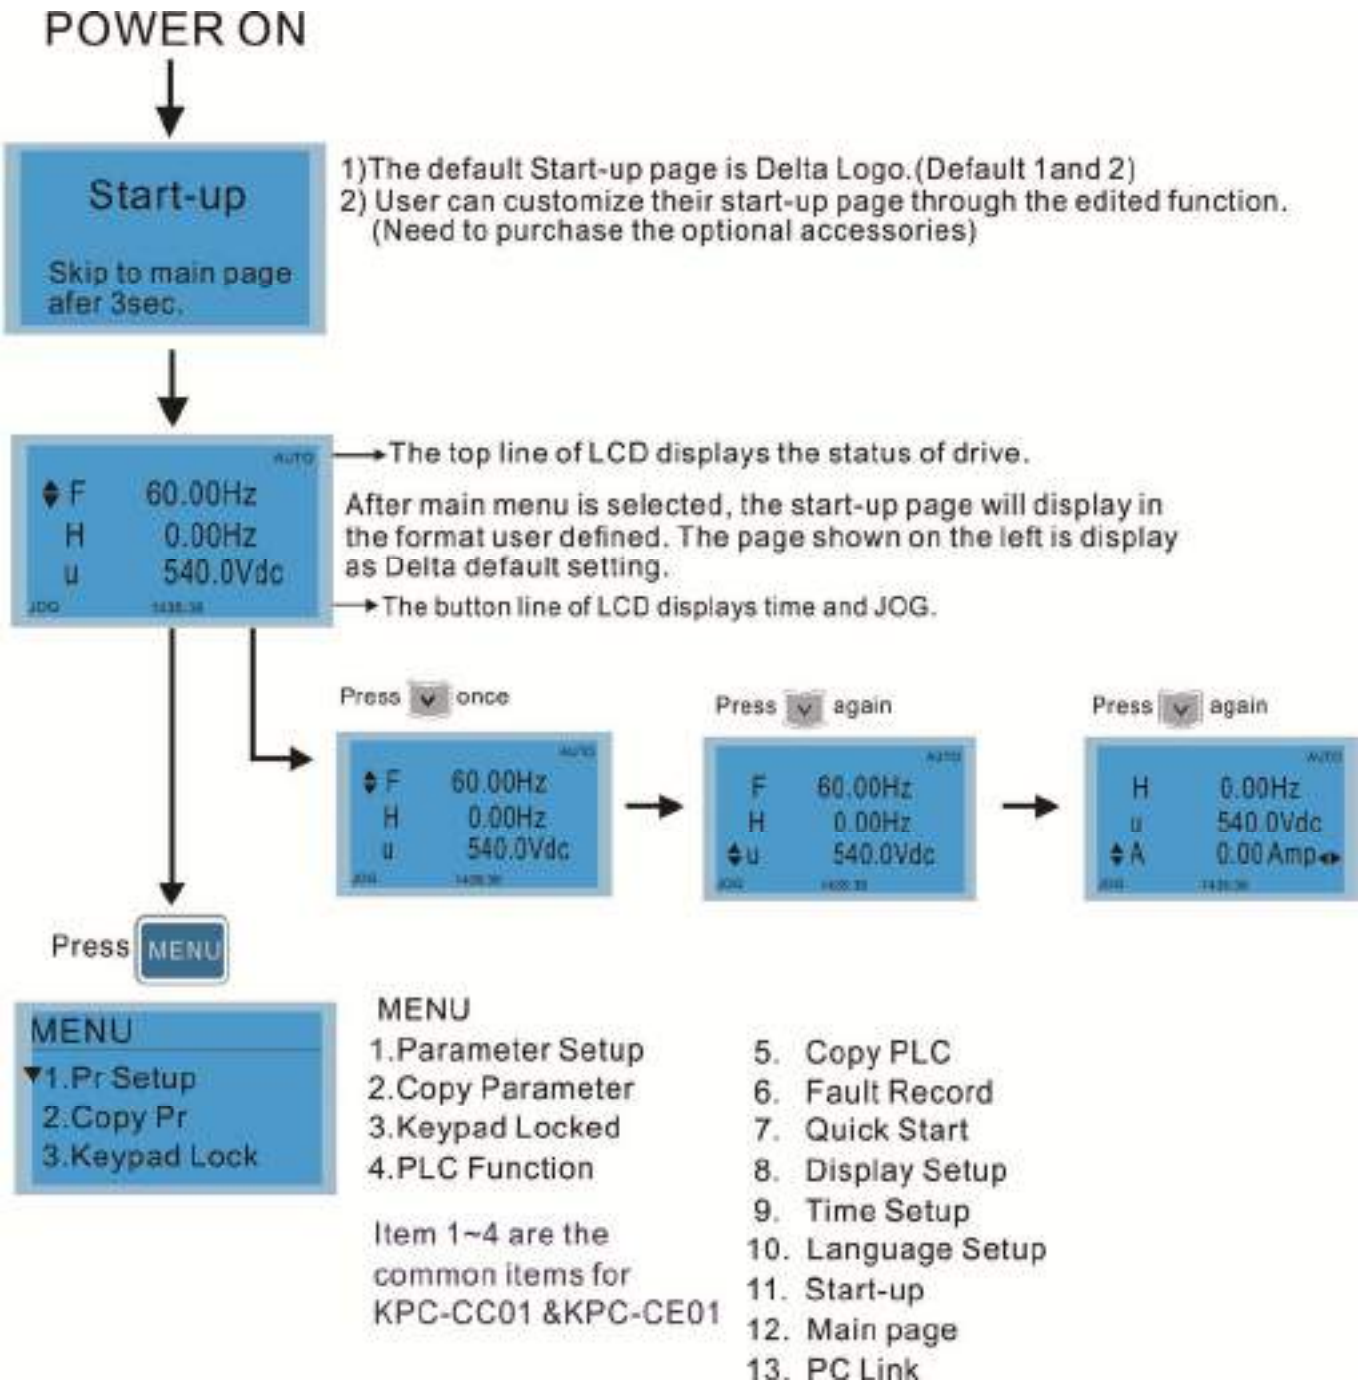 POWER ON
Start-up
Skip to main page
afer 3sec.
1)The default Start-up page is Delta Logo.(Default 1and 2)
2) User can customize their start-up page through the edited function.
(Need to purchase the optional accessories)
AUTO
F 60.00Hz
H 0.00Hz
u 540.0Vdc
JOG
The top line of LCD displays the status of drive.
After main menu is selected, the start-up page will display in
the format user defined. The page shown on the left is display
as Delta default setting.
The button line of LCD displays time and JOG.
Press once
AUTO
F 60.00Hz
H 0.00Hz
u 540.0Vdc
JOG
Press again
AUTO
F 60.00Hz
H 0.00Hz
u 540.0Vdc
JOG
Press again
AUTO
H 0.00Hz
u 540.0Vdc
A 0.00 Amp
JOG
Press MENU
MENU
1.Pr Setup
2.Copy Pr
3.Keypad Lock
MENU
1.Parameter Setup
2.Copy Parameter
3.Keypad Locked
4.PLC Function
Item 1~4 are the
common items for
KPC-CC01 &KPC-CE01
5. Copy PLC
6. Fault Record
7. Quick Start
8. Display Setup
9. Time Setup
10. Language Setup
11. Start-up
12. Main page
13. PC Link